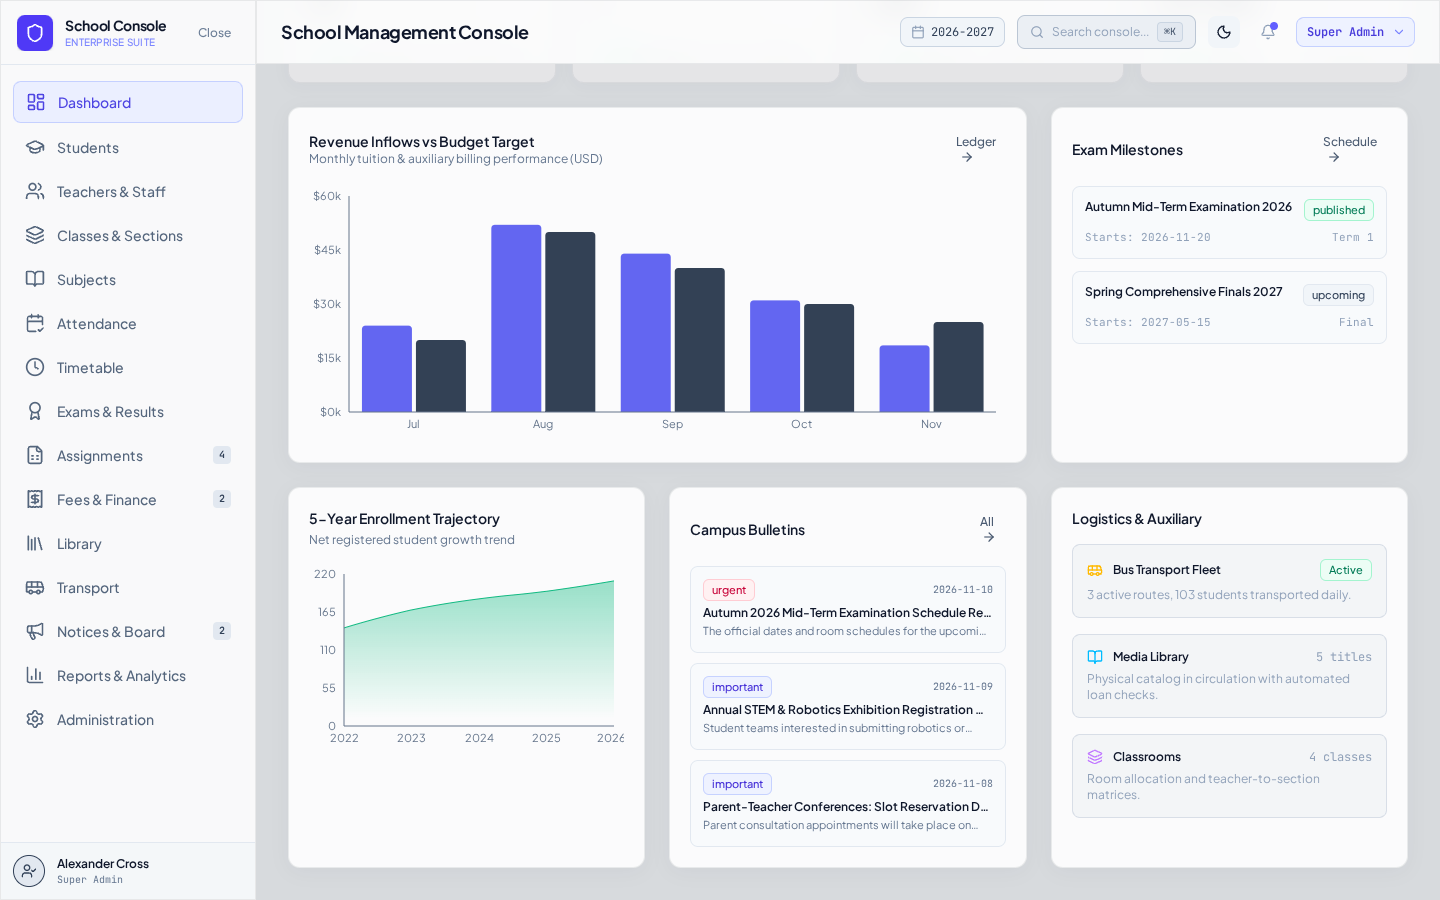 School Console
ENTERPRISE SUITE
Close
Dashboard
Students
Teachers & Staff
Classes & Sections
Subjects
Attendance
Timetable
Exams & Results
Assignments
4
Fees & Finance
2
Library
Transport
Notices & Board
2
Reports & Analytics
Administration
Alexander Cross
Super Admin
School Management Console
2026-2027
Search console...
⌘K
Super Admin
Revenue Inflows vs Budget Target
Monthly tuition & auxiliary billing performance (USD)
Ledger
$60k
$45k
$30k
$15k
$0k
Jul
Aug
Sep
Oct
Nov
Exam Milestones
Schedule
Autumn Mid-Term Examination 2026
published
Starts: 2026-11-20
Term 1
Spring Comprehensive Finals 2027
upcoming
Starts: 2027-05-15
Final
5-Year Enrollment Trajectory
Net registered student growth trend
220
165
110
55
0
2022
2023
2024
2025
2026
Campus Bulletins
All
urgent
2026-11-10
Autumn 2026 Mid-Term Examination Schedule Re...
The official dates and room schedules for the upcomi...
important
2026-11-09
Annual STEM & Robotics Exhibition Registration ...
Student teams interested in submitting robotics or...
important
2026-11-08
Parent-Teacher Conferences: Slot Reservation D...
Parent consultation appointments will take place on...
Logistics & Auxiliary
Bus Transport Fleet
Active
3 active routes, 103 students transported daily.
Media Library
5 titles
Physical catalog in circulation with automated
loan checks.
Classrooms
4 classes
Room allocation and teacher-to-section
matrices.